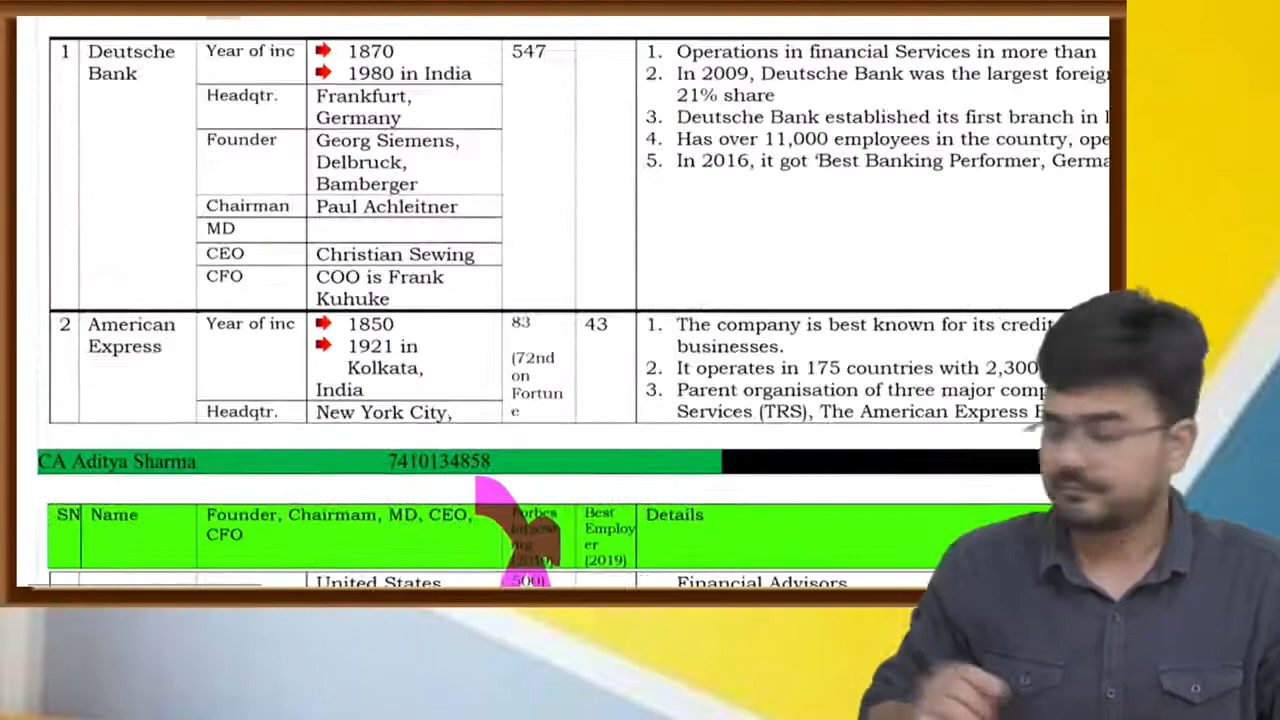 1 Deutsche Bank
Year of inc
1870
1980 in India
547
Headqtr.
Frankfurt, Germany
Founder
Georg Siemens, Delbruck, Bamberger
Chairman
Paul Achleitner
MD
CEO
Christian Sewing
CFO
COO is Frank Kuhuke
1. Operations in financial Services in more than
2. In 2009, Deutsche Bank was the largest
21% share
3. Deutsche Bank established its first branch in
4. Has over 11,000 employees in the country,
5. In 2016, it got ‘Best Banking Performer,
2 American Express
Year of inc
1850
1921 in Kolkata, India
83
(72nd on Fortun e
43
Headqtr.
New York City,
1. The company is best known for its
businesses.
2. It operates in 175 countries with 2,300
3. Parent organisation of three major
Services (TRS), The American Express
CA Aditya Sharma 7410134858
SN
Name
Founder, Chairmam, MD, CEO, CFO
Forbes
(2019)
Best Employ er (2019)
Details
United States
500)
Financial Advisors